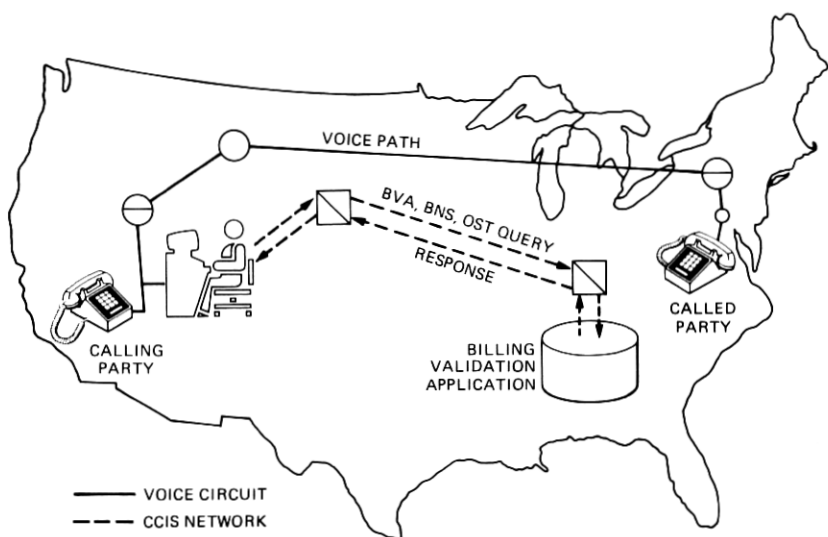 VOICE PATH
BVA, BNS, OST QUERY
RESPONSE
CALLING
PARTY
CALLED
PARTY
BILLING
VALIDATION
APPLICATION
VOICE CIRCUIT
CCIS NETWORK